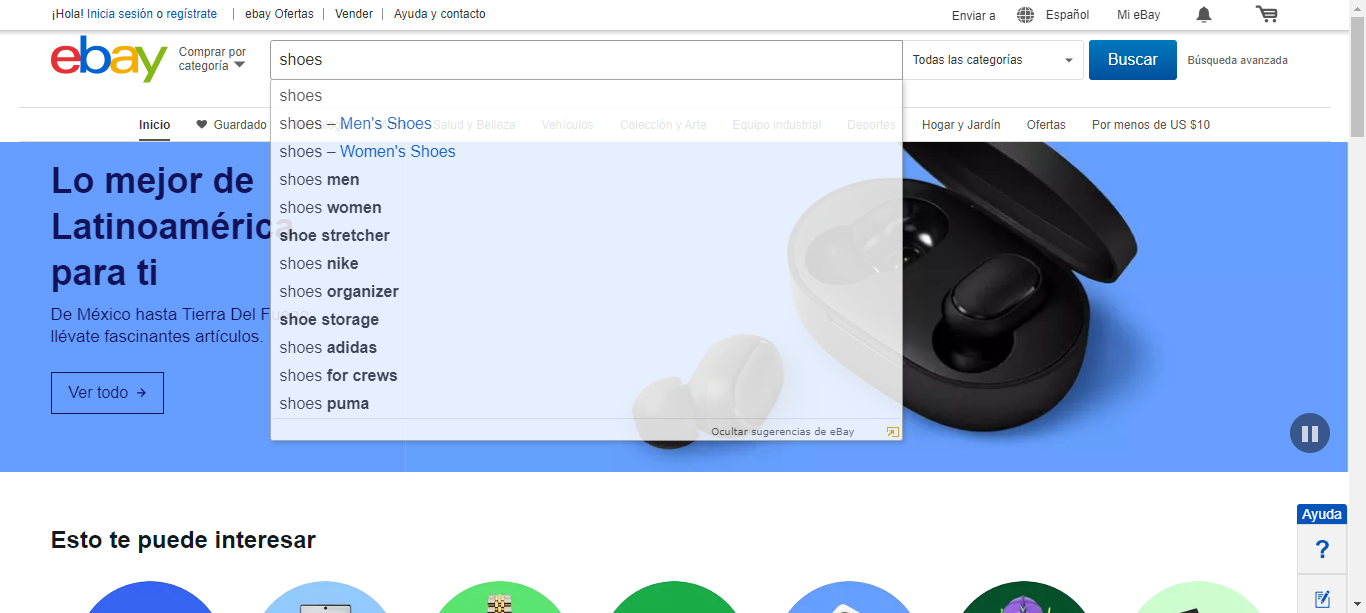 ¡Hola! Inicia sesión o regístrate | ebay Ofertas | Vender | Ayuda y contacto
Enviar a Español Mi eBay
ebay
Comprar por
categoría
shoes
Todas las categorías
Buscar
Búsqueda avanzada
Inicio Guardado Salud y Belleza Vehículos Colección y Arte Equipo industrial Deportes Hogar y Jardín Ofertas Por menos de US $10
shoes
shoes – Men's Shoes
shoes – Women's Shoes
shoes men
shoes women
shoe stretcher
shoes nike
shoes organizer
shoe storage
shoes adidas
shoes for crews
shoes puma
Ocultar sugerencias de eBay
Lo mejor de
Latinoamérica
para ti
De México hasta Tierra Del Fuego
llévate fascinantes artículos.
Ver todo →
Esto te puede interesar
Ayuda
?